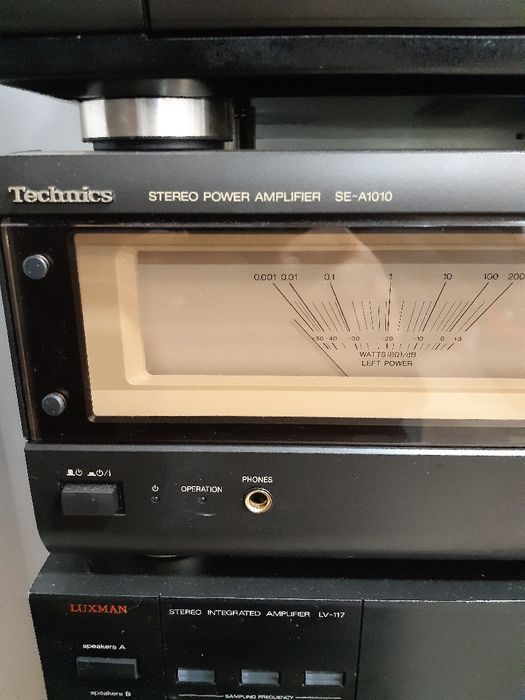 Technics STEREO POWER AMPLIFIER SE-A1010
0.001 0.01 0.1 1 10 100 200
-50 -40 -30 -20 -10 0 +3
WATTS(8Ω)/dB
LEFT POWER
PHONES
OPERATION
LUXMAN STEREO INTEGRATED AMPLIFIER LV-117
speakers A
speakers B
SAMPLING FREQUENCY